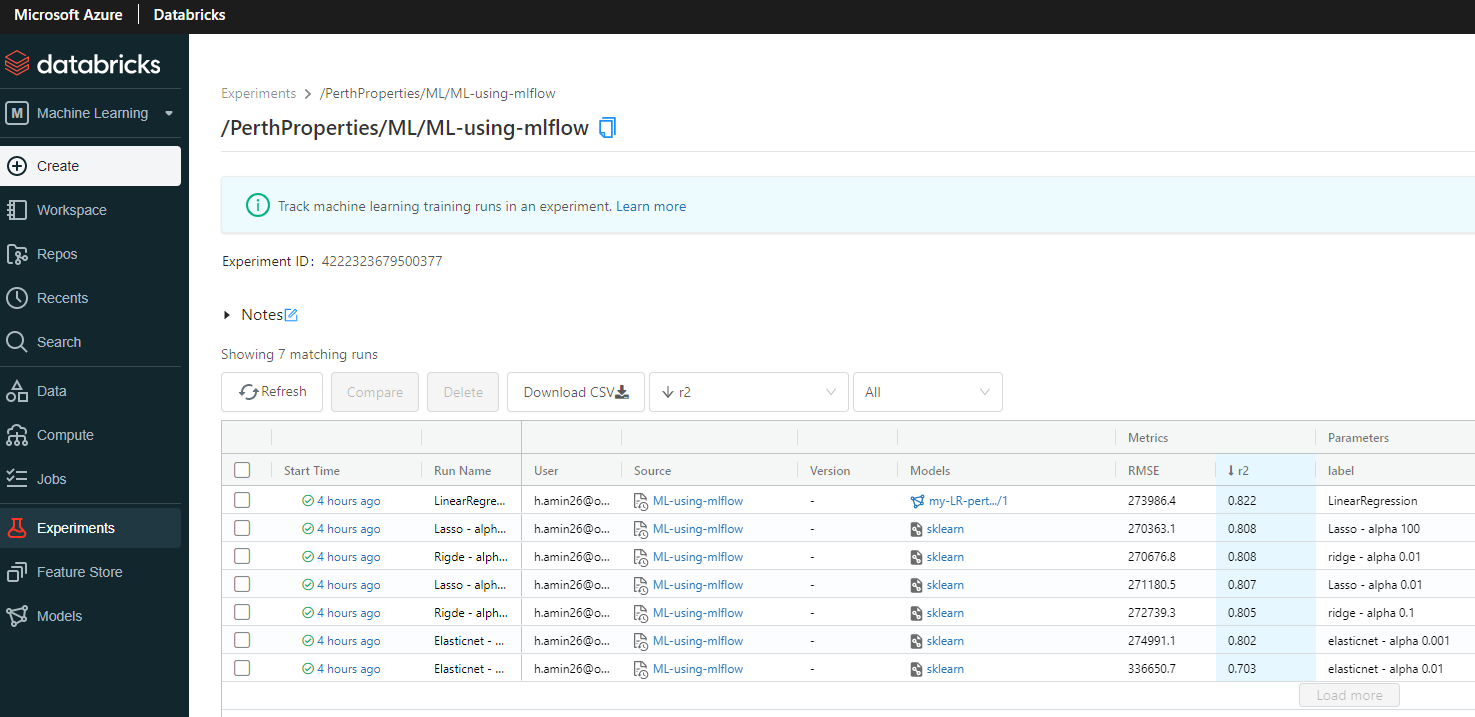 Microsoft Azure Databricks
databricks
M Machine Learning
Create
Workspace
Repos
Recents
Search
Data
Compute
Jobs
Experiments
Feature Store
Models
Experiments > /PerthProperties/ML/ML-using-mlflow
/PerthProperties/ML/ML-using-mlflow
Track machine learning training runs in an experiment. Learn more
Experiment ID: 4222323679500377
Notes
Showing 7 matching runs
Refresh Compare Delete Download CSV ↓ r2 All
Metrics Parameters
Start Time Run Name User Source Version Models RMSE ↓ r2 label
4 hours ago LinearRegre... h.amin26@o... ML-using-mlflow - my-LR-pert.../1 273986.4 0.822 LinearRegression
4 hours ago Lasso - alph... h.amin26@o... ML-using-mlflow - sklearn 270363.1 0.808 Lasso - alpha 100
4 hours ago Rigde - alph... h.amin26@o... ML-using-mlflow - sklearn 270676.8 0.808 ridge - alpha 0.01
4 hours ago Lasso - alph... h.amin26@o... ML-using-mlflow - sklearn 271180.5 0.807 Lasso - alpha 0.01
4 hours ago Rigde - alph... h.amin26@o... ML-using-mlflow - sklearn 272739.3 0.805 ridge - alpha 0.1
4 hours ago Elasticnet - ... h.amin26@o... ML-using-mlflow - sklearn 274991.1 0.802 elasticnet - alpha 0.001
4 hours ago Elasticnet - ... h.amin26@o... ML-using-mlflow - sklearn 336650.7 0.703 elasticnet - alpha 0.01
Load more